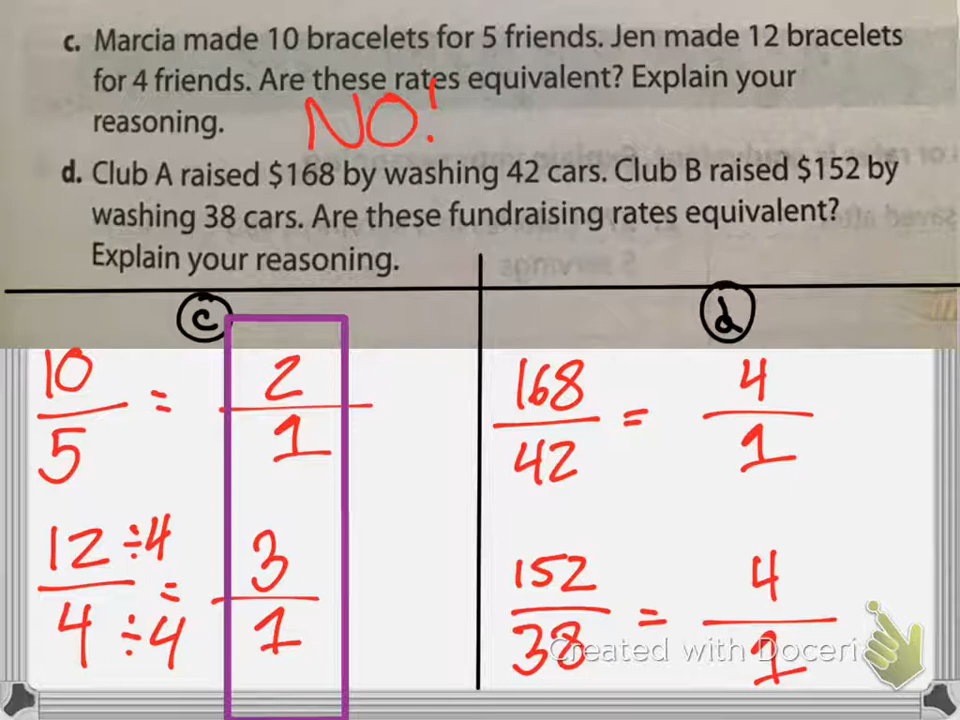 c. Marcia made 10 bracelets for 5 friends. Jen made 12 bracelets
for 4 friends. Are these rates equivalent? Explain your
reasoning. NO!
d. Club A raised $168 by washing 42 cars. Club B raised $152 by
washing 38 cars. Are these fundraising rates equivalent?
Explain your reasoning.
c
10/5 = 2/1
12÷4/4÷4 = 3/1
d
168/42 = 4/1
152/38 = 4/1
Created with Doceri